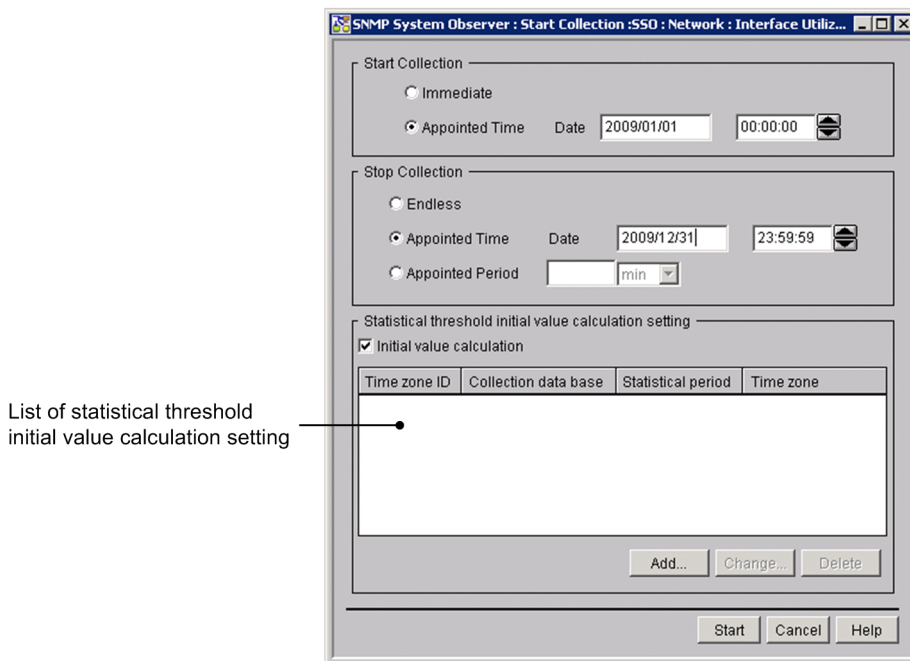 SNMP System Observer : Start Collection :SSO : Network : Interface Utiliz...
Start Collection
Immediate
Appointed Time Date 2009/01/01 00:00:00
Stop Collection
Endless
Appointed Time Date 2009/12/31 23:59:59
Appointed Period min
Statistical threshold initial value calculation setting
Initial value calculation
Time zone ID Collection data base Statistical period Time zone
List of statistical threshold
initial value calculation setting
Add... Change... Delete
Start Cancel Help